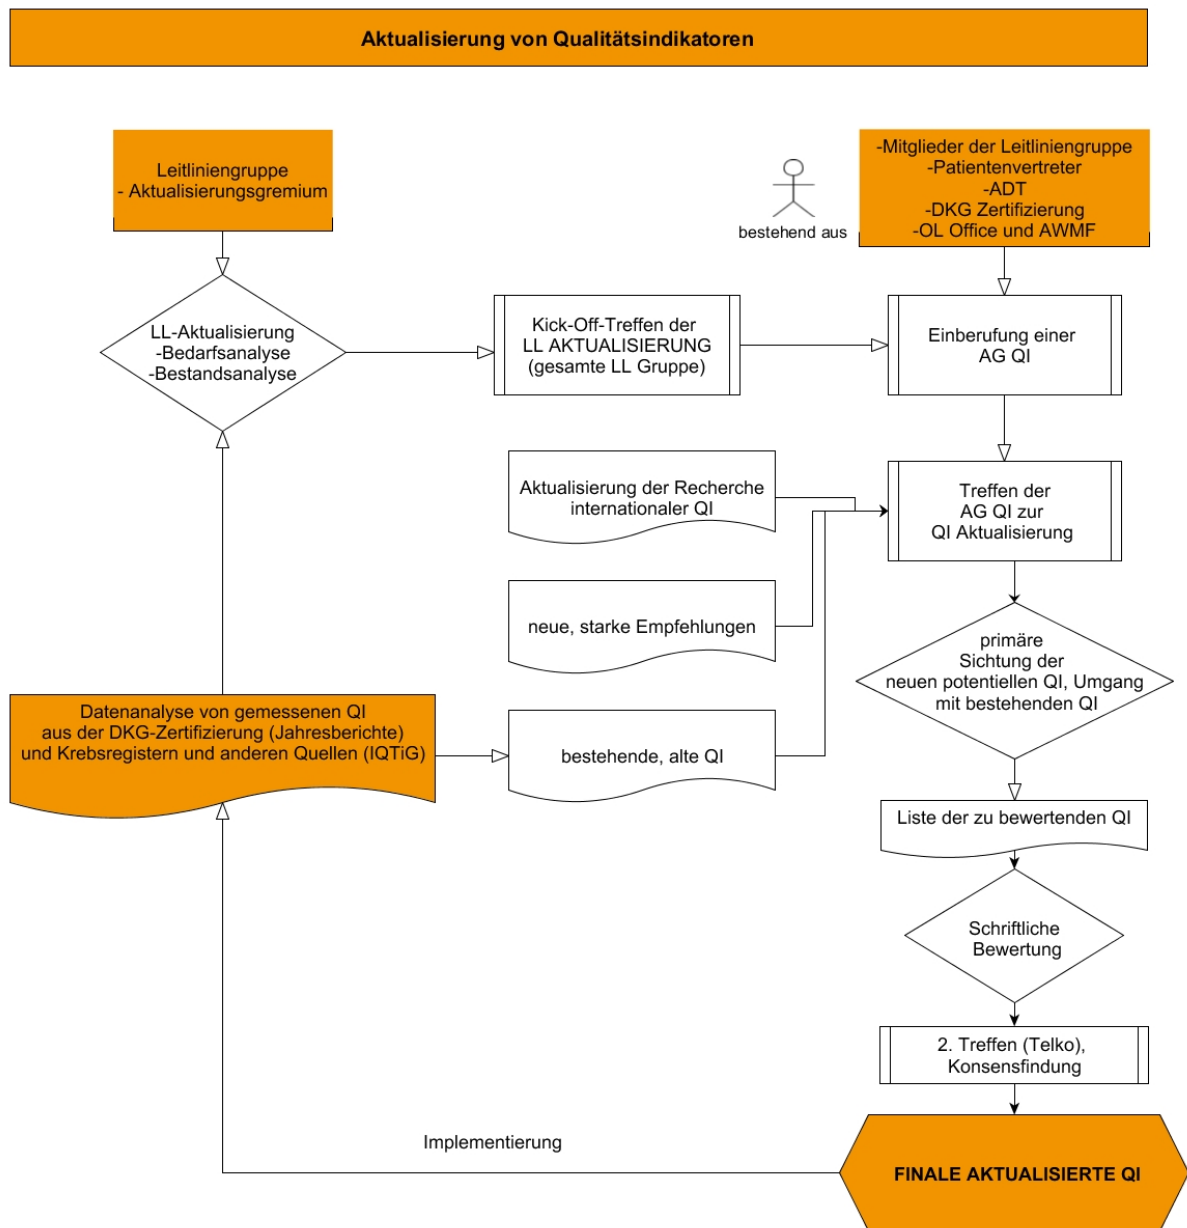 Aktualisierung von Qualitätsindikatoren
Leitliniengruppe
- Aktualisierungsgremium
bestehend aus
-Mitglieder der Leitliniengruppe
-Patientenvertreter
-ADT
-DKG Zertifizierung
-OL Office und AWMF
LL-Aktualisierung
-Bedarfsanalyse
-Bestandsanalyse
Kick-Off-Treffen der
LL AKTUALISIERUNG
(gesamte LL Gruppe)
Einberufung einer
AG QI
Aktualisierung der Recherche
internationaler QI
Treffen der
AG QI zur
QI Aktualisierung
neue, starke Empfehlungen
primäre
Sichtung der
neuen potentiellen QI, Umgang
mit bestehenden QI
Datenanalyse von gemessenen QI
aus der DKG-Zertifizierung (Jahresberichte)
und Krebsregistern und anderen Quellen (IQTiG)
bestehende, alte QI
Liste der zu bewertenden QI
Schriftliche
Bewertung
2. Treffen (Telko),
Konsensfindung
Implementierung
FINALE AKTUALISIERTE QI